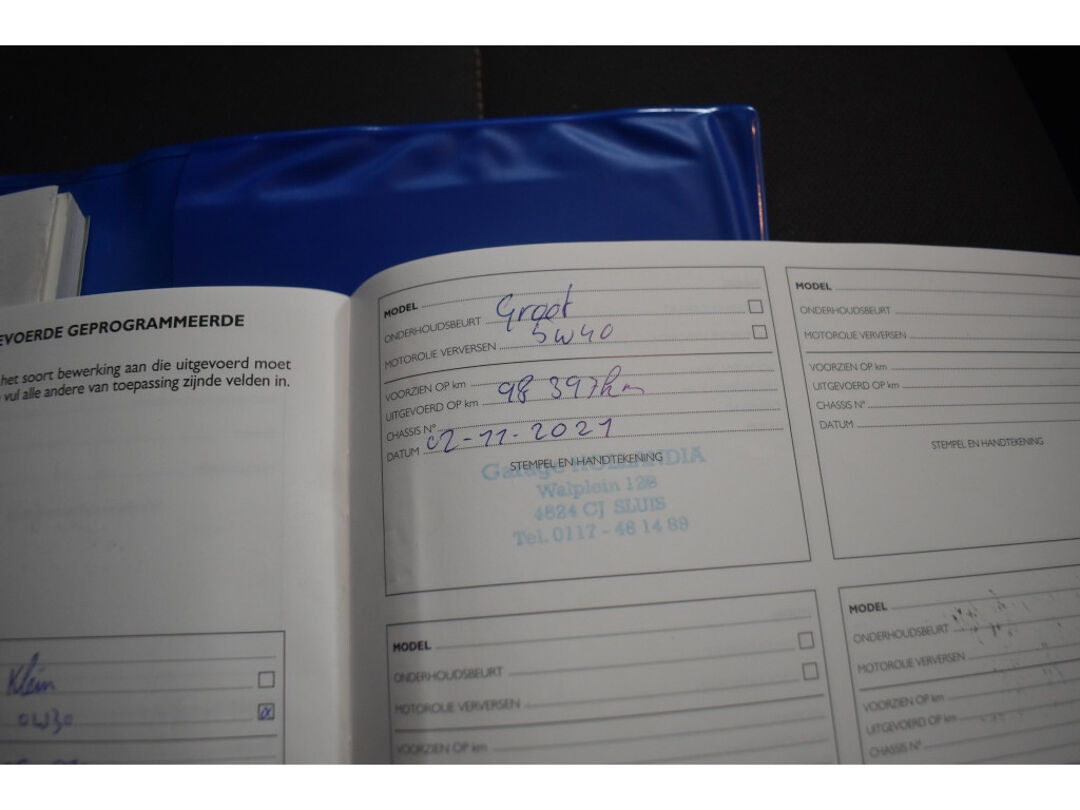 EVOERDE GEPROGRAMMEERDE
het soort bewerking aan die uitgevoerd moet
vul alle andere van toepassing zijnde velden in.
Klein
0W30
MODEL
ONDERHOUDSBEURT Groot
MOTOROLIE VERVERSEN 5W40
VOORZIEN OP km
UITGEVOERD OP km 98 397km
CHASSIS N°
DATUM 02-11-2021
STEMPEL EN HANDTEKENING
Garage HOLLANDIA
Walplein 128
4524 CJ SLUIS
Tel. 0117 - 46 14 89
MODEL
ONDERHOUDSBEURT
MOTOROLIE VERVERSEN
VOORZIEN OP km
MODEL
ONDERHOUDSBEURT
MOTOROLIE VERVERSEN
VOORZIEN OP km
UITGEVOERD OP km
CHASSIS N°
DATUM
STEMPEL EN HANDTEKENING
MODEL
ONDERHOUDSBEURT
MOTOROLIE VERVERSEN
VOORZIEN OP km
UITGEVOERD OP km
CHASSIS N°